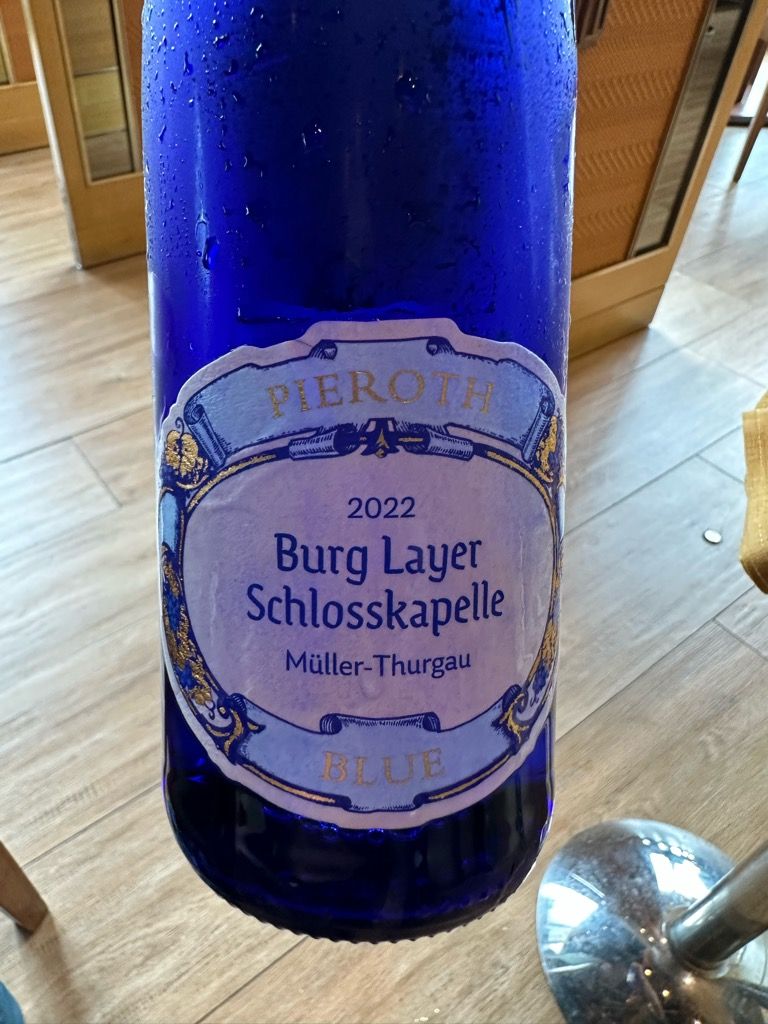 PIEROTH
2022
Burg Layer
Schlosskapelle
Müller-Thurgau
BLUE